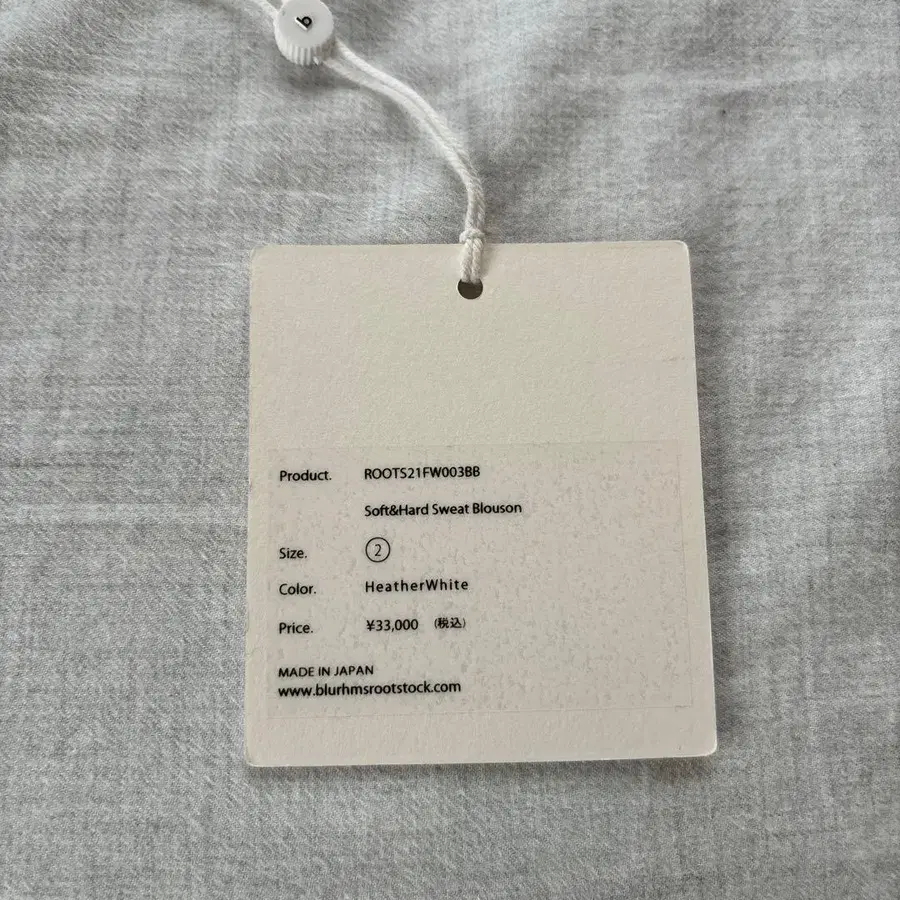 b
Product. ROOTS21FW003BB
Soft&Hard Sweat Blouson
Size. ②
Color. HeatherWhite
Price. ¥33,000 (税込)
MADE IN JAPAN
www.blurhmsrootstock.com